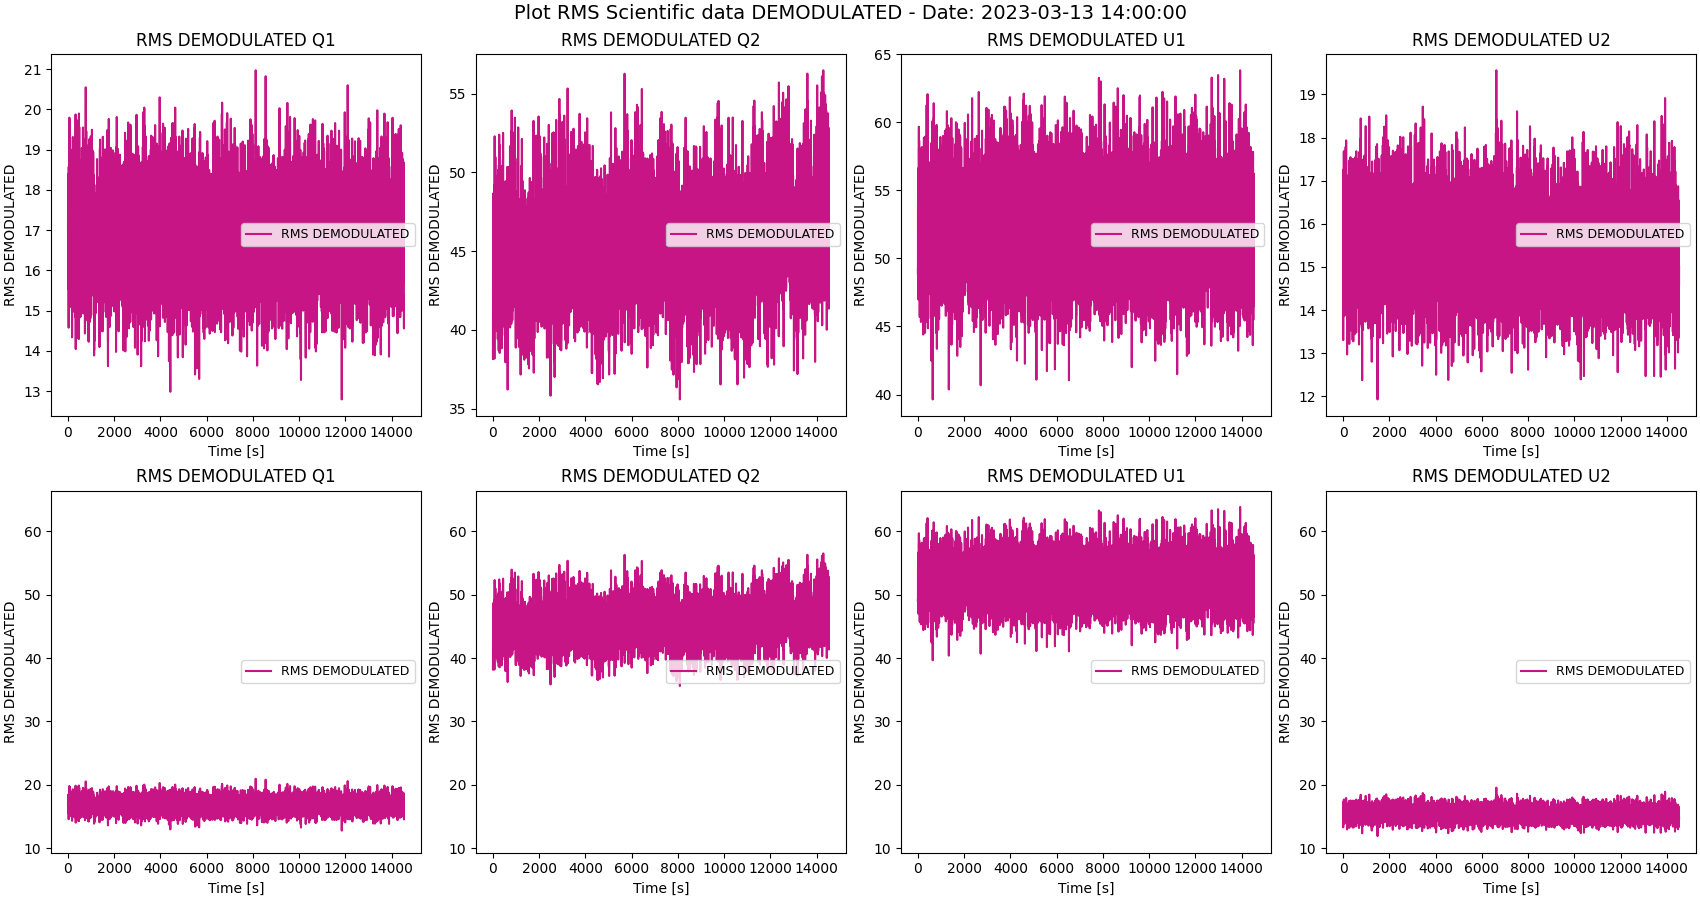 Plot RMS Scientific data DEMODULATED - Date: 2023-03-13 14:00:00
RMS DEMODULATED Q1
RMS DEMODULATED
21
20
19
18
17
16
15
14
13
RMS DEMODULATED
0 2000 4000 6000 8000 10000 12000 14000
Time [s]
RMS DEMODULATED Q2
RMS DEMODULATED
55
50
45
40
35
RMS DEMODULATED
0 2000 4000 6000 8000 10000 12000 14000
Time [s]
RMS DEMODULATED U1
RMS DEMODULATED
65
60
55
50
45
40
RMS DEMODULATED
0 2000 4000 6000 8000 10000 12000 14000
Time [s]
RMS DEMODULATED U2
RMS DEMODULATED
19
18
17
16
15
14
13
12
RMS DEMODULATED
0 2000 4000 6000 8000 10000 12000 14000
Time [s]
RMS DEMODULATED Q1
RMS DEMODULATED
60
50
40
30
20
10
RMS DEMODULATED
0 2000 4000 6000 8000 10000 12000 14000
Time [s]
RMS DEMODULATED Q2
RMS DEMODULATED
60
50
40
30
20
10
RMS DEMODULATED
0 2000 4000 6000 8000 10000 12000 14000
Time [s]
RMS DEMODULATED U1
RMS DEMODULATED
60
50
40
30
20
10
RMS DEMODULATED
0 2000 4000 6000 8000 10000 12000 14000
Time [s]
RMS DEMODULATED U2
RMS DEMODULATED
60
50
40
30
20
10
RMS DEMODULATED
0 2000 4000 6000 8000 10000 12000 14000
Time [s]